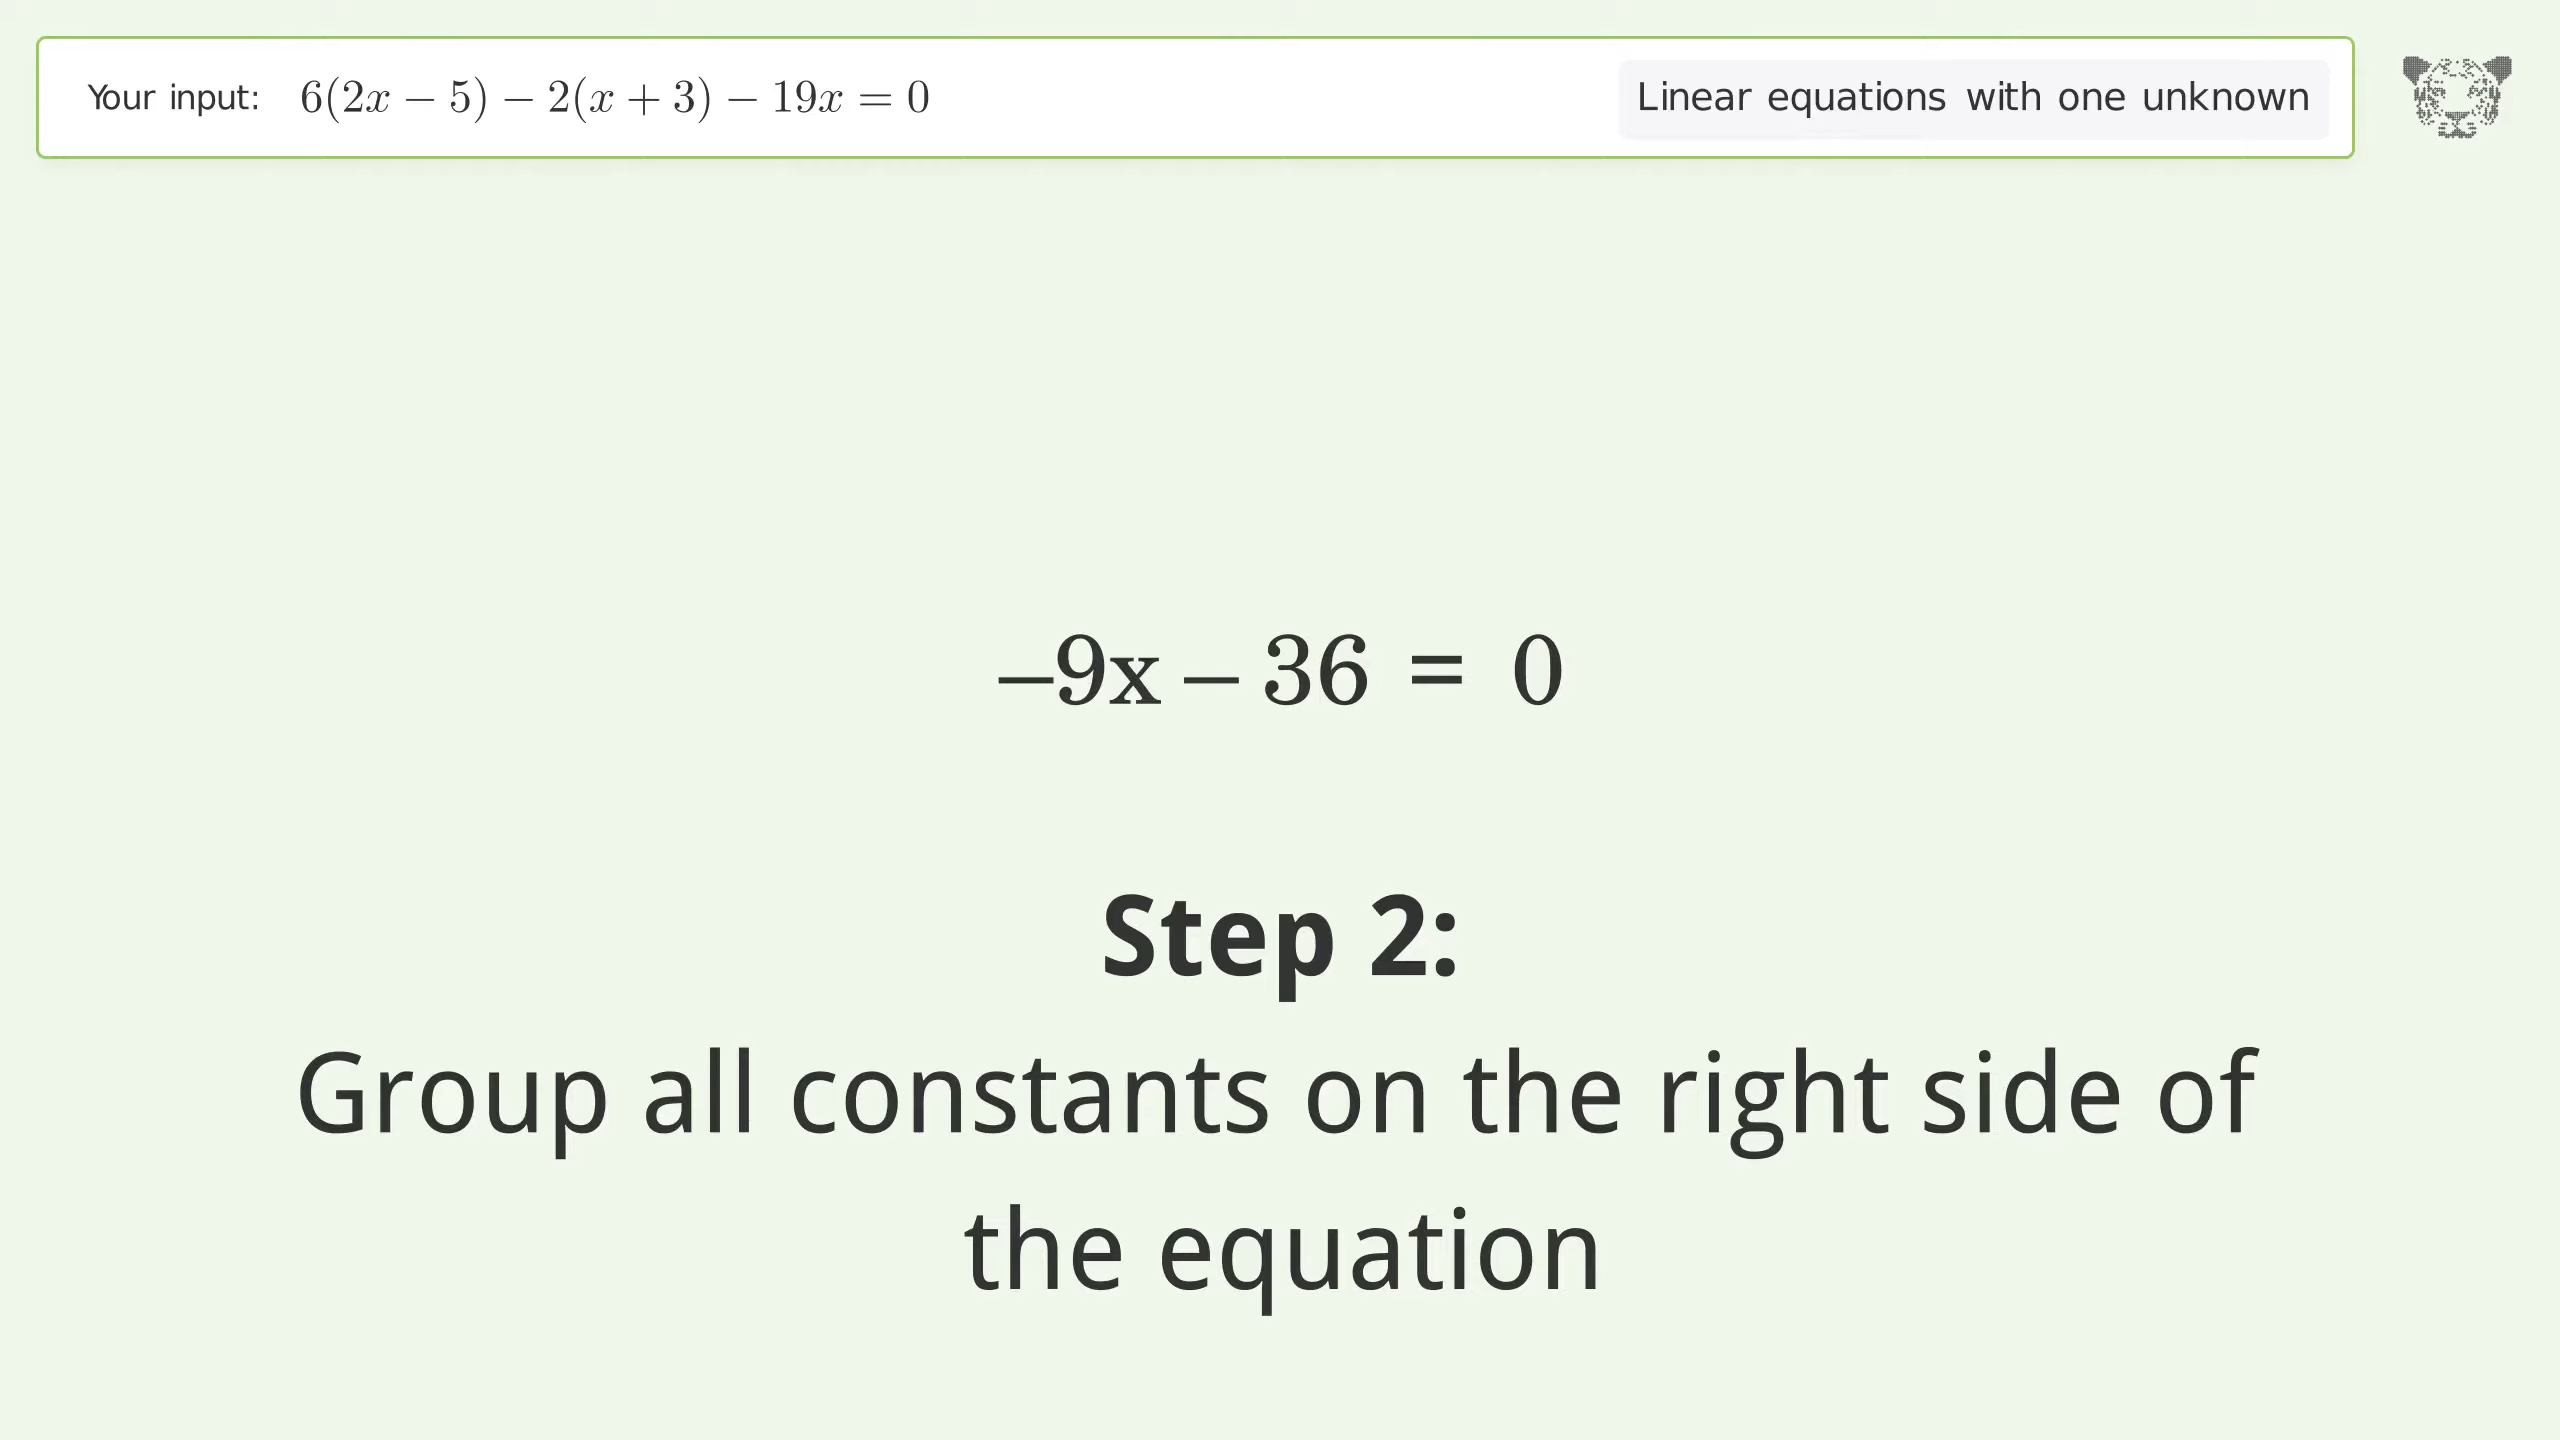 Your input: 6(2x − 5) − 2(x + 3) − 19x = 0
Linear equations with one unknown
–9x – 36 = 0
Step 2:
Group all constants on the right side of
the equation